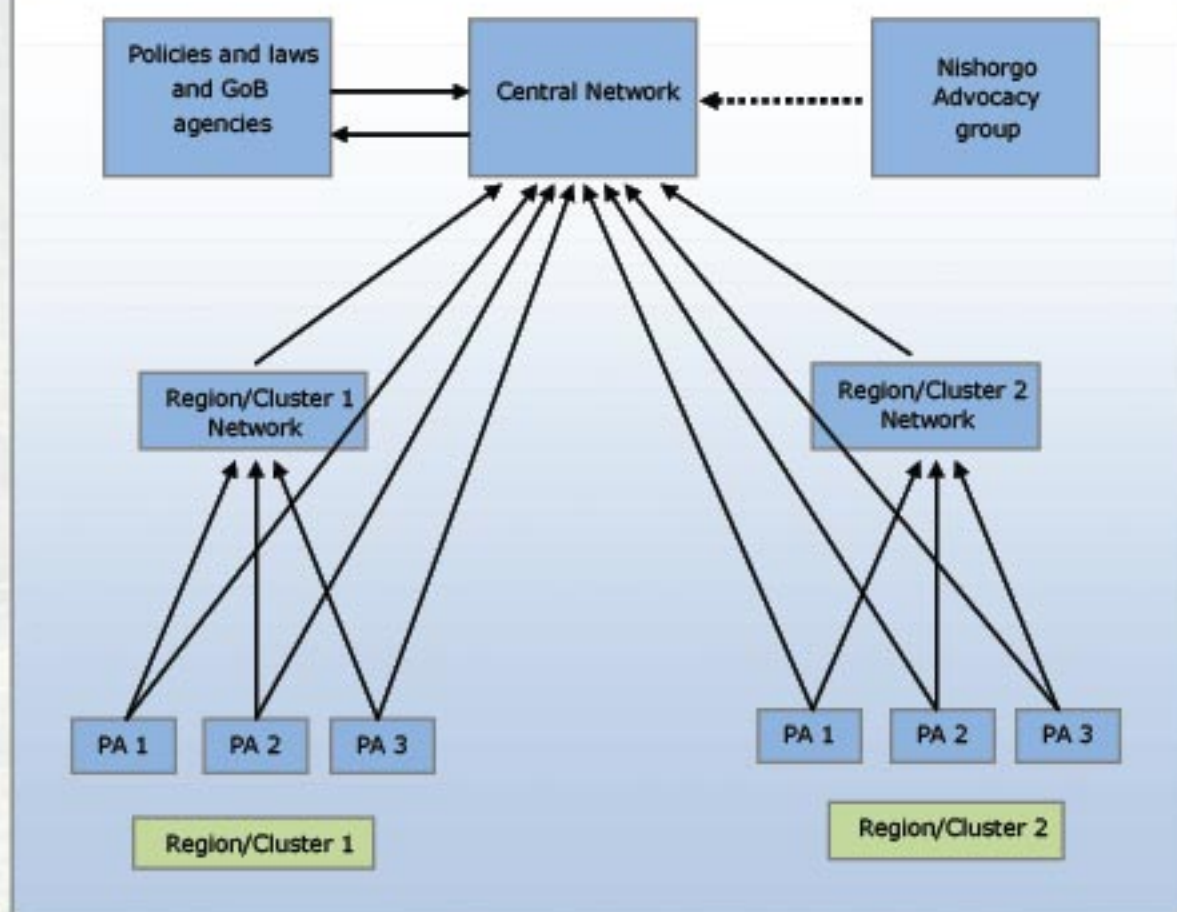 Policies and laws
and GoB
agencies
Central Network
Nishorgo
Advocacy
group
Region/Cluster 1
Network
Region/Cluster 2
Network
PA 1
PA 2
PA 3
PA 1
PA 2
PA 3
Region/Cluster 1
Region/Cluster 2